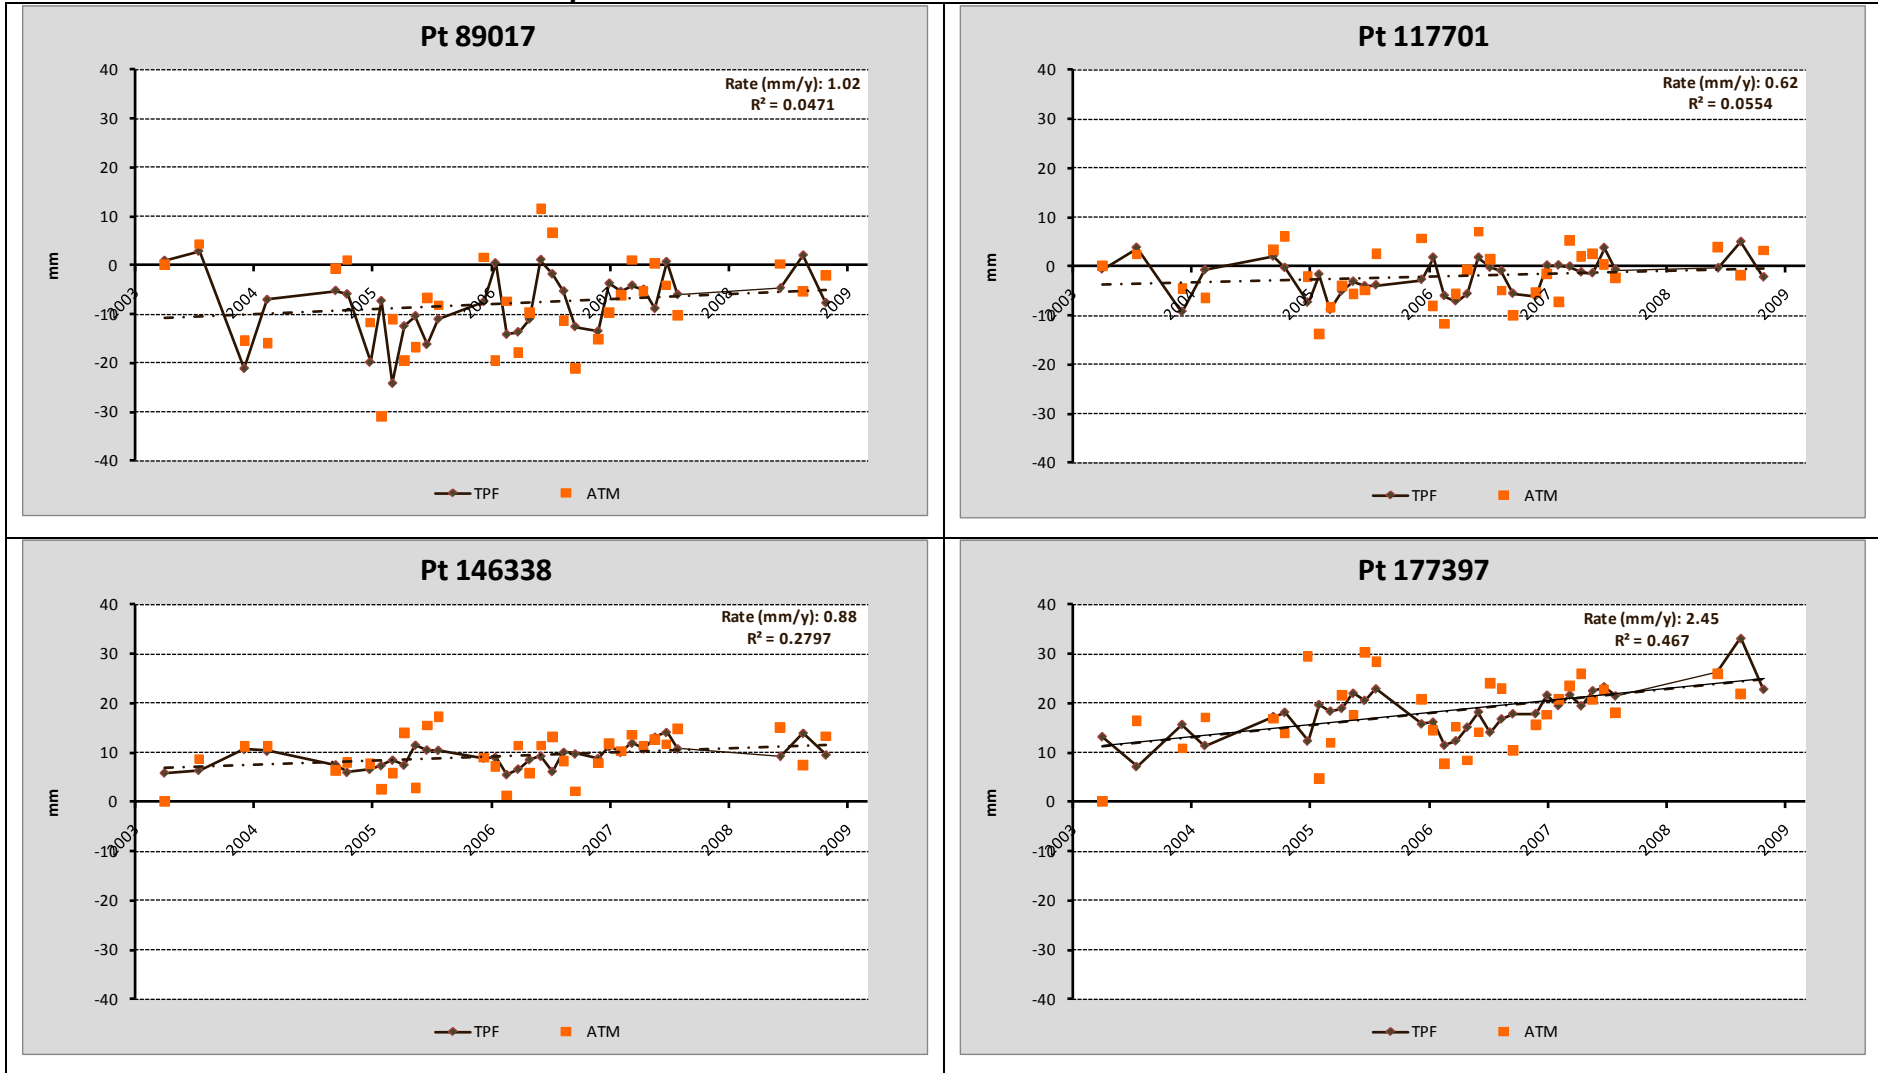 Pt 89017
Rate (mm/y): 1.02
R² = 0.0471
40
30
20
10
0
-10
-20
-30
-40
mm
2003
2004
2005
2006
2007
2008
2009
TPF
ATM
Pt 117701
Rate (mm/y): 0.62
R² = 0.0554
40
30
20
10
0
-10
-20
-30
-40
mm
2003
2004
2005
2006
2007
2008
2009
TPF
ATM
Pt 146338
Rate (mm/y): 0.88
R² = 0.2797
40
30
20
10
0
-10
-20
-30
-40
mm
2003
2004
2005
2006
2007
2008
2009
TPF
ATM
Pt 177397
Rate (mm/y): 2.45
R² = 0.467
40
30
20
10
0
-10
-20
-30
-40
mm
2003
2004
2005
2006
2007
2008
2009
TPF
ATM